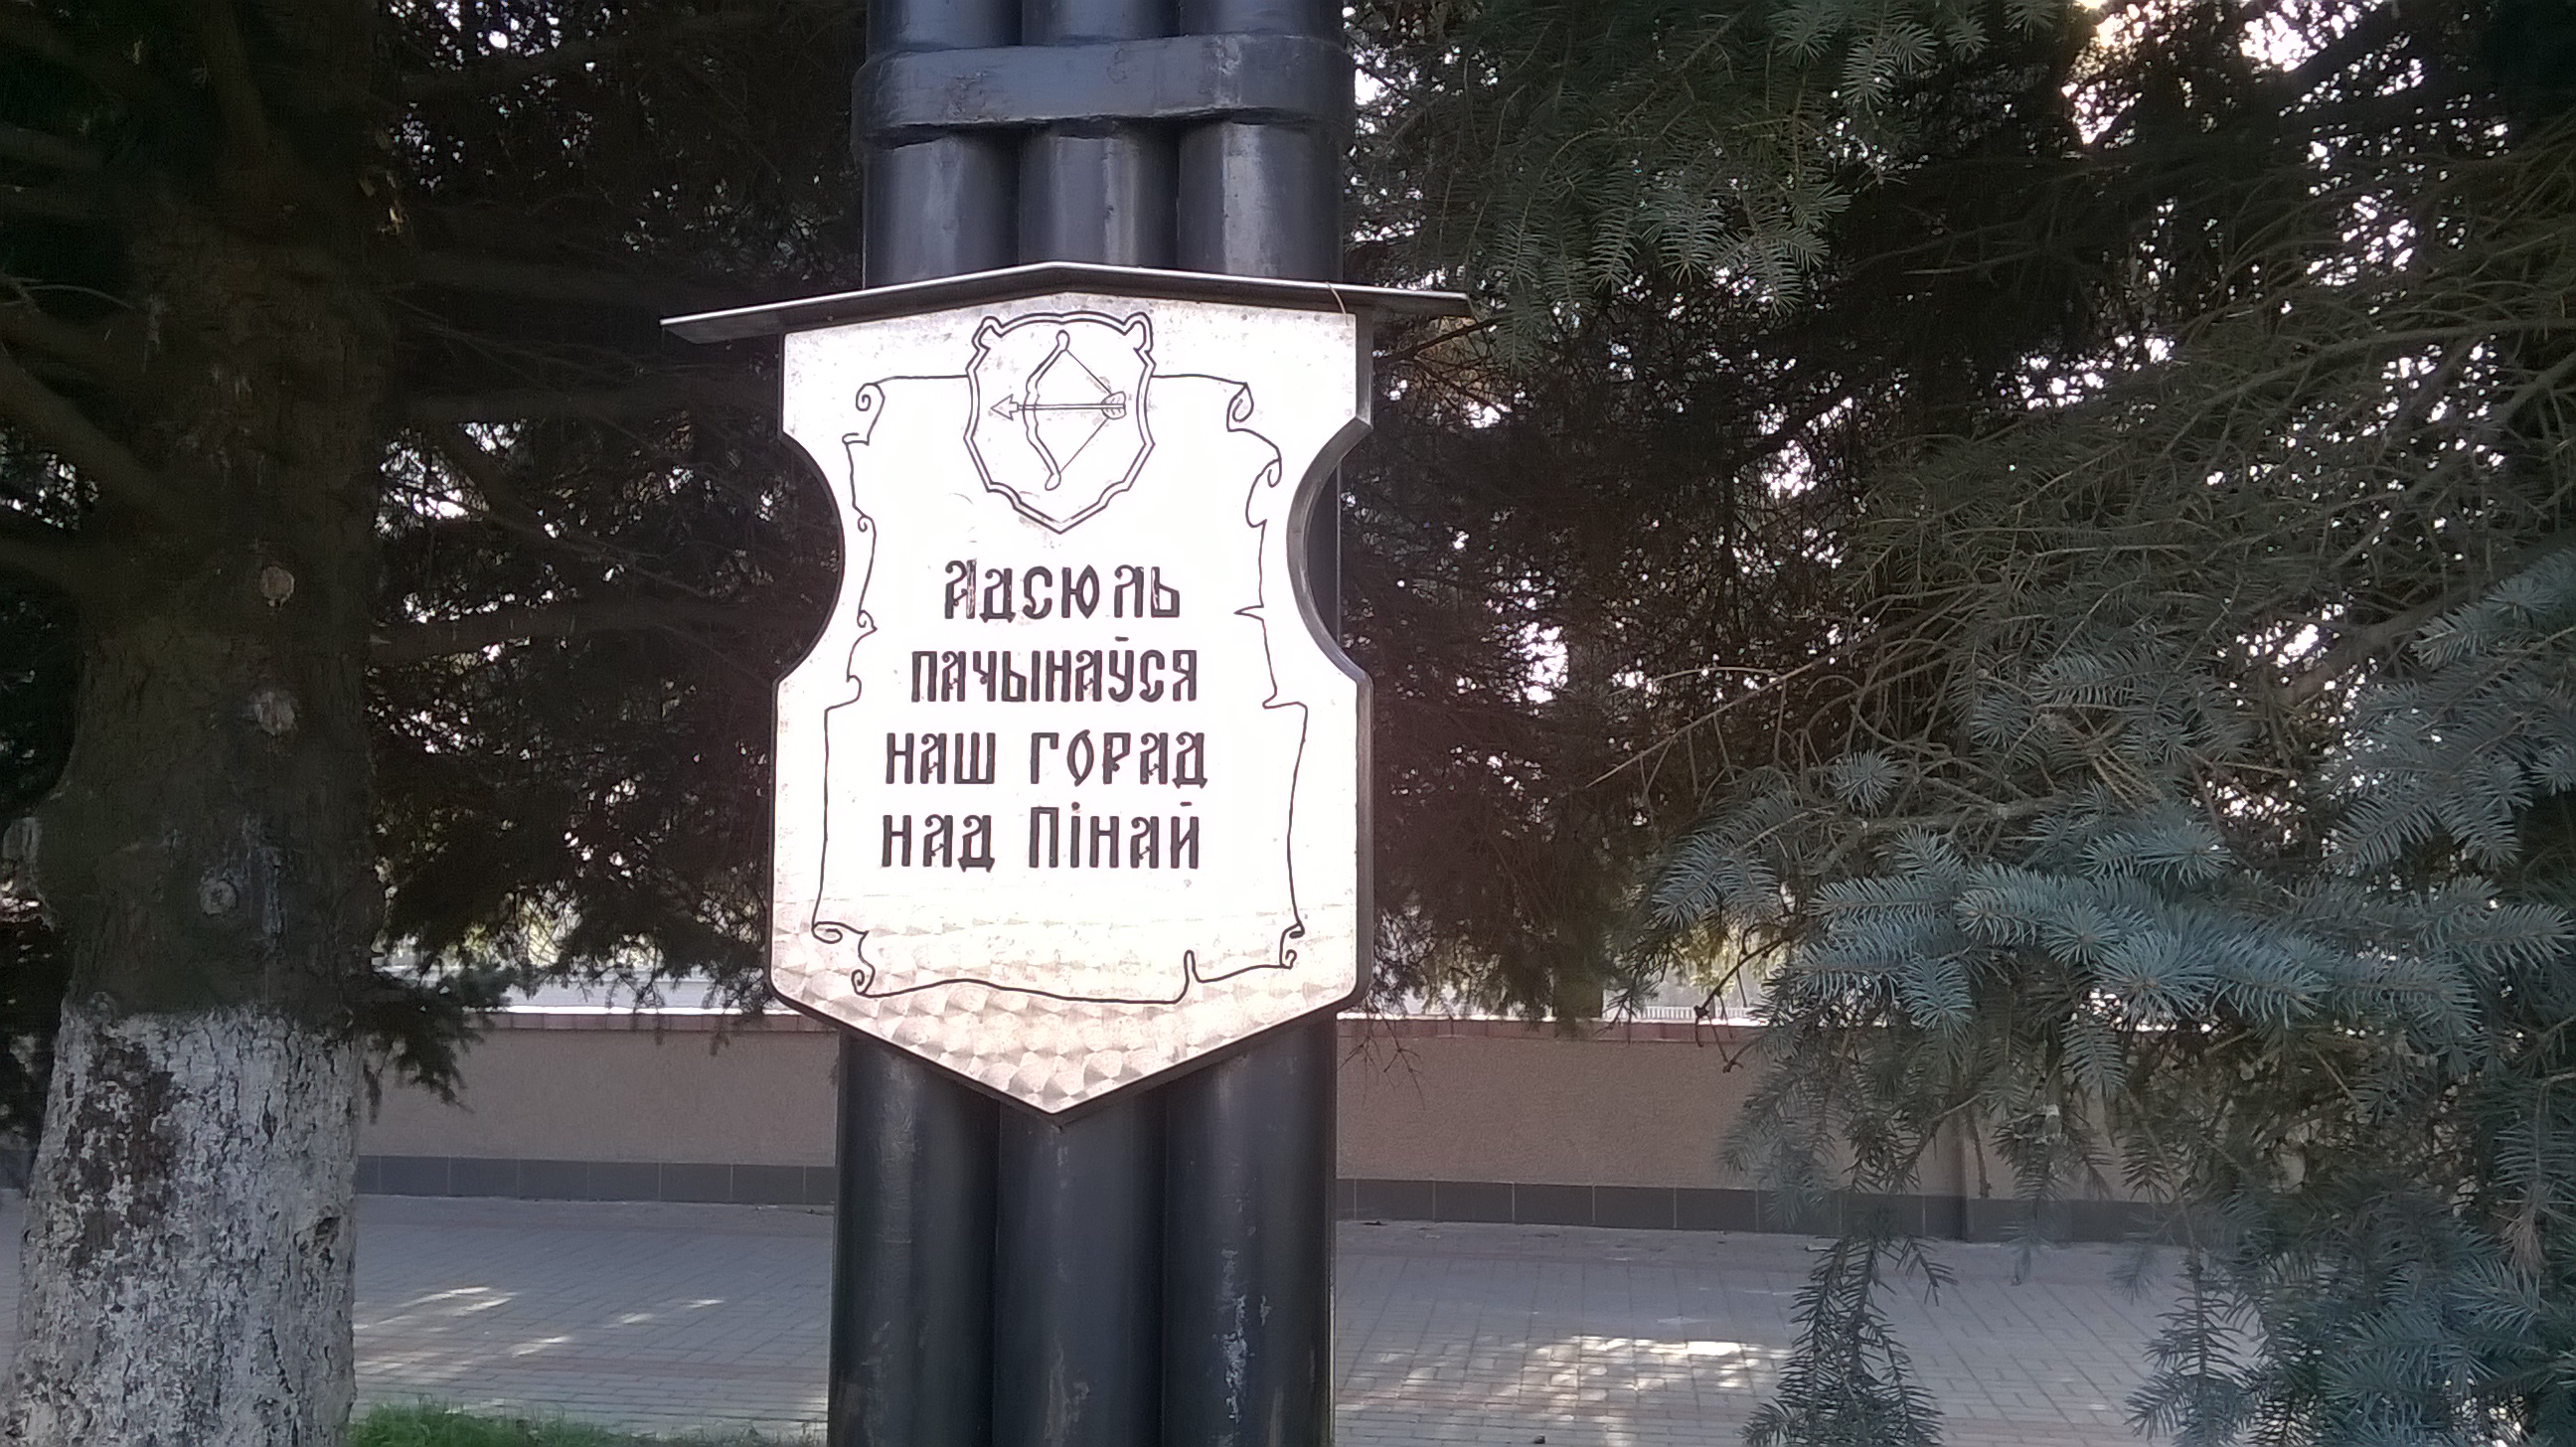 Адсюль
пачынаўся
наш горад
над Пінай